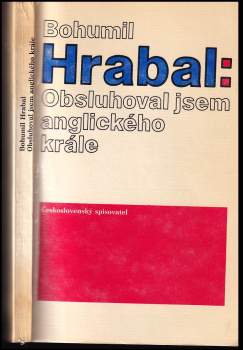 Bohumil Hrabal
Obsluhoval jsem anglického krále
Bohumil
Hrabal:
Obsluhoval jsem
anglického
krále
Československý spisovatel